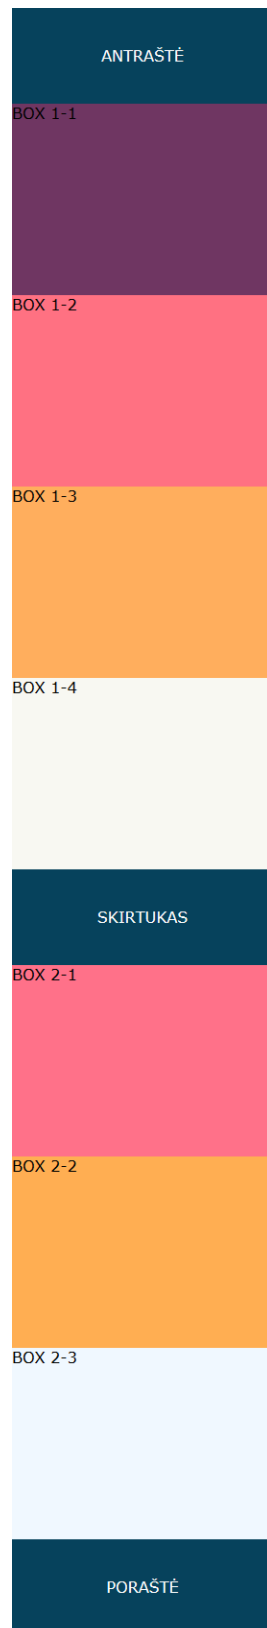 ANTRAŠTĖ
BOX 1-1
BOX 1-2
BOX 1-3
BOX 1-4
SKIRTUKAS
BOX 2-1
BOX 2-2
BOX 2-3
PORAŠTĖ